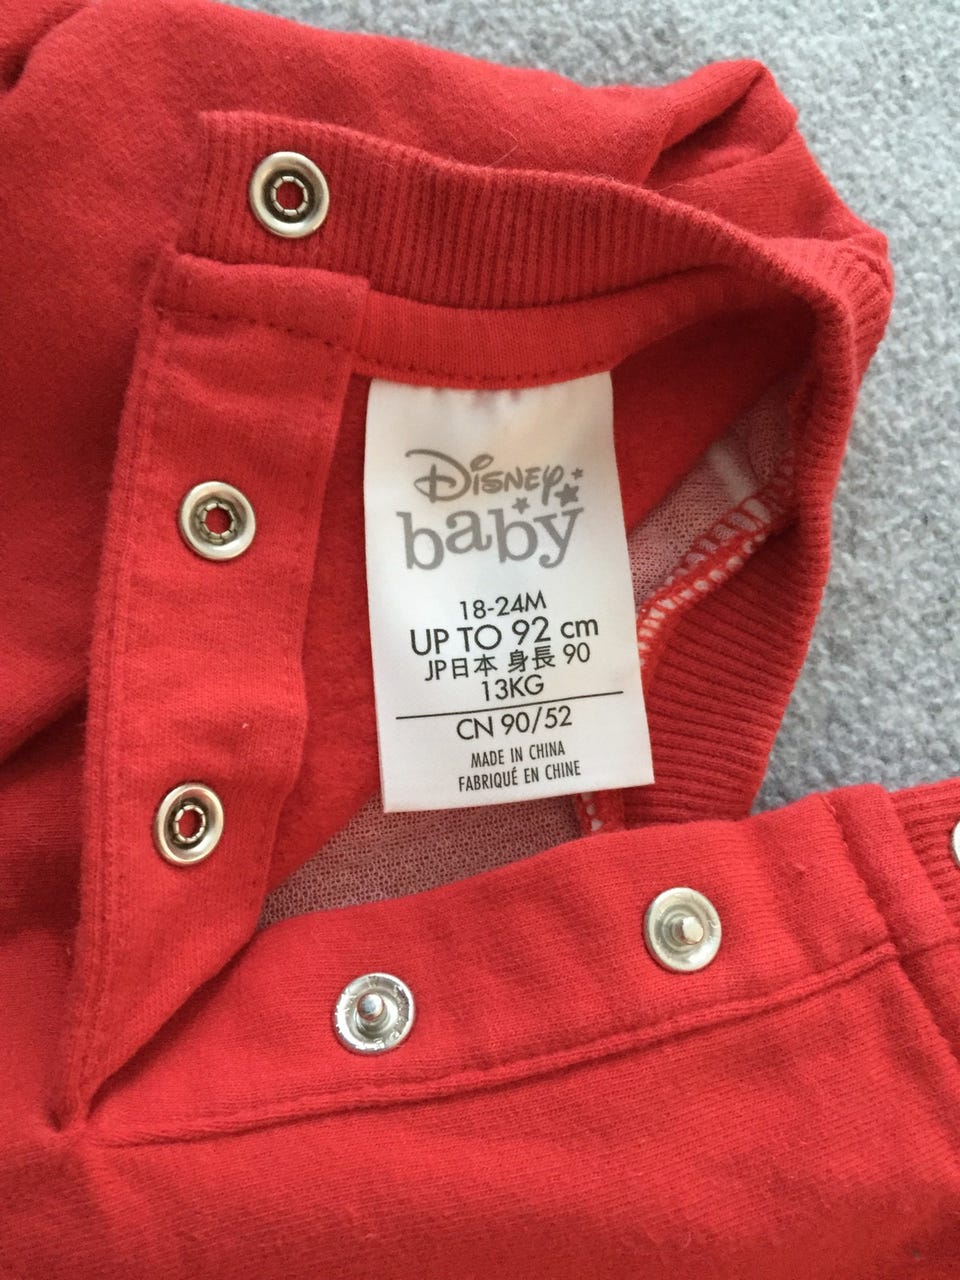 Disney
baby
18-24M
UP TO 92 cm
JP日本 身長 90
13KG
CN 90/52
MADE IN CHINA
FABRIQUÉ EN CHINE